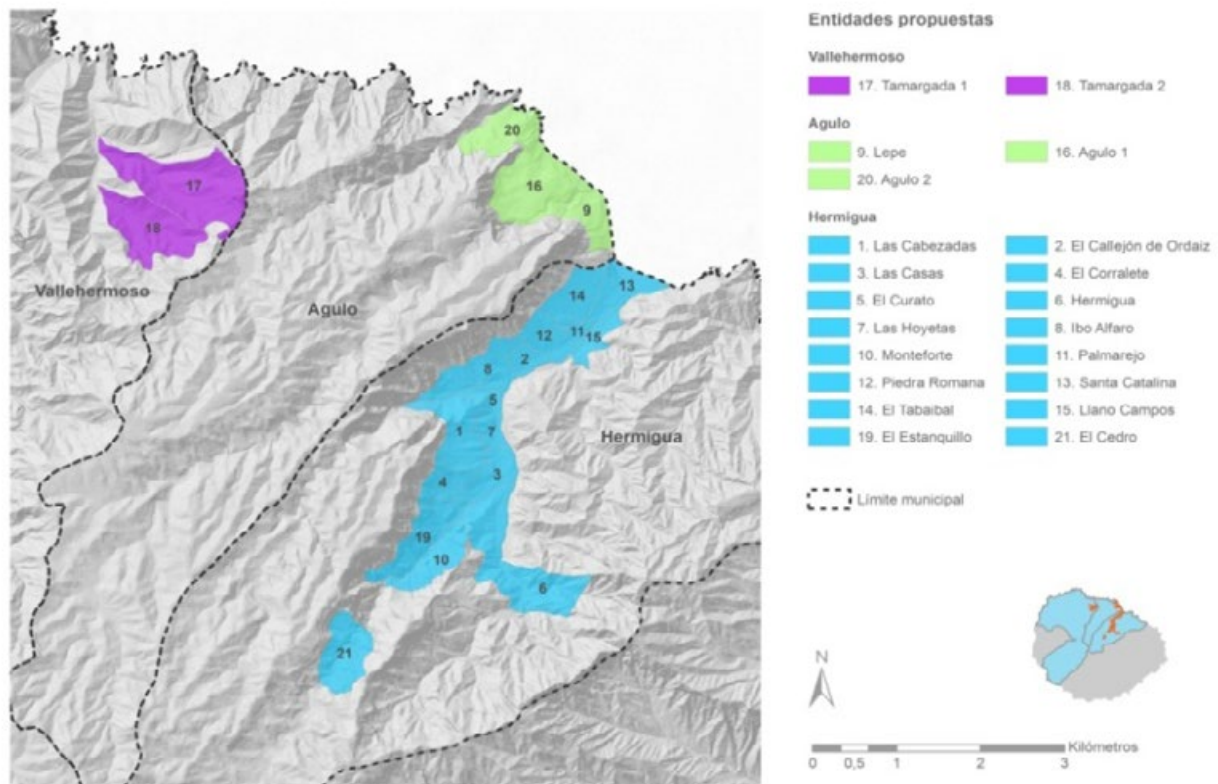 Entidades propuestas
Vallehermoso
17. Tamargada 1
18. Tamargada 2
Agulo
9. Lepe
16. Agulo 1
20. Agulo 2
Hermigua
1. Las Cabezadas
2. El Callejón de Ordaiz
3. Las Casas
4. El Corralete
5. El Curato
6. Hermigua
7. Las Hoyetas
8. Ibo Alfaro
10. Monteforte
11. Palmarejo
12. Piedra Romana
13. Santa Catalina
14. El Tabaibal
15. Llano Campos
19. El Estanquillo
21. El Cedro
Límite municipal
N
Kilómetros
0 0,5 1 2 3
20
17
16
9
18
Vallehermoso
13
14
Agulo
11
12
15
2
8
5
1
7
Hermigua
3
4
19
10
6
21